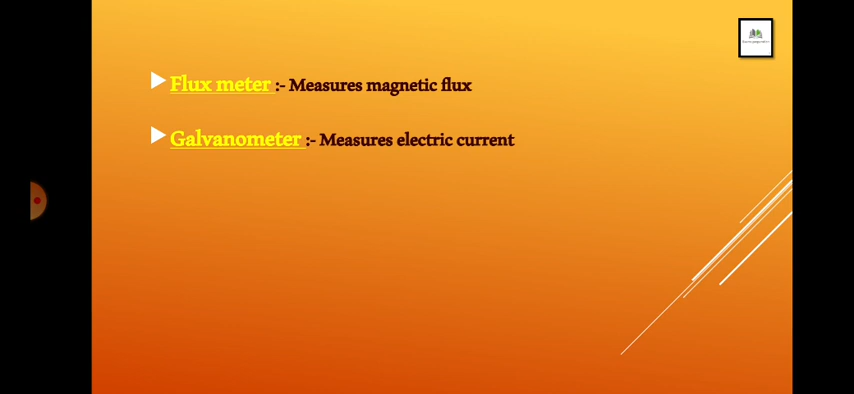 Flux meter :- Measures magnetic flux
Galvanometer :- Measures electric current